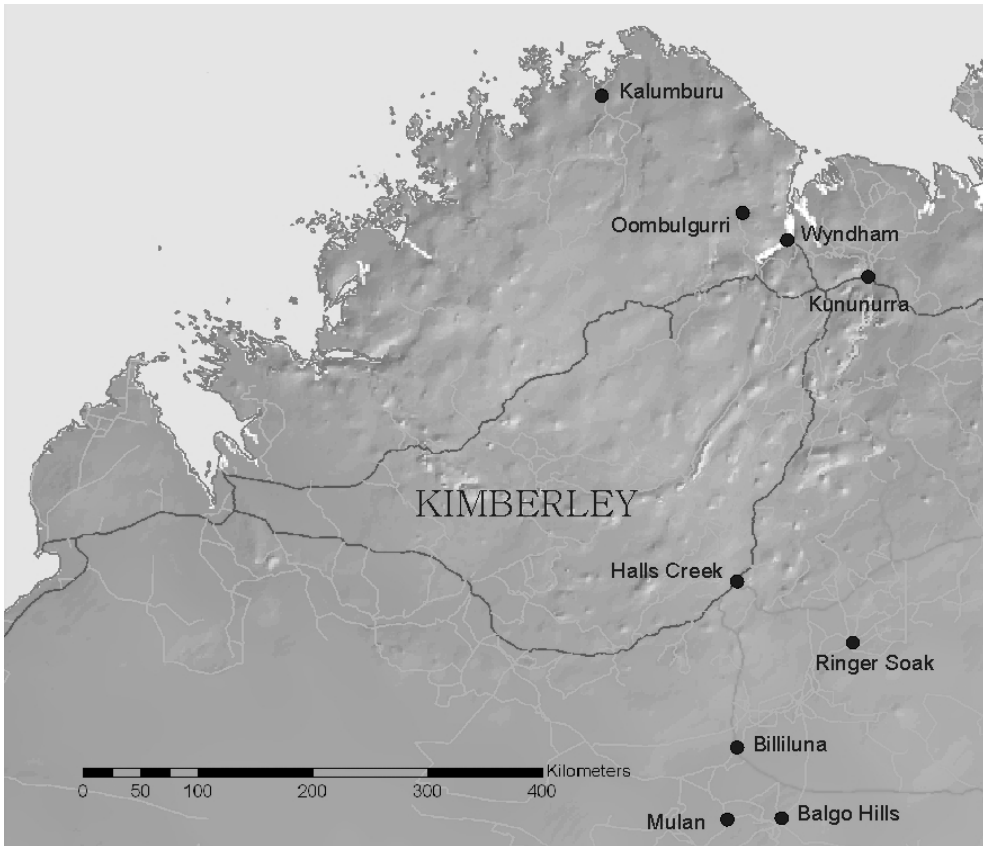 Kalumburu
Oombulgurri
Wyndham
Kununurra
KIMBERLEY
Halls Creek
Ringer Soak
Billiluna
Kilometers
0 50 100 200 300 400
Mulan
Balgo Hills